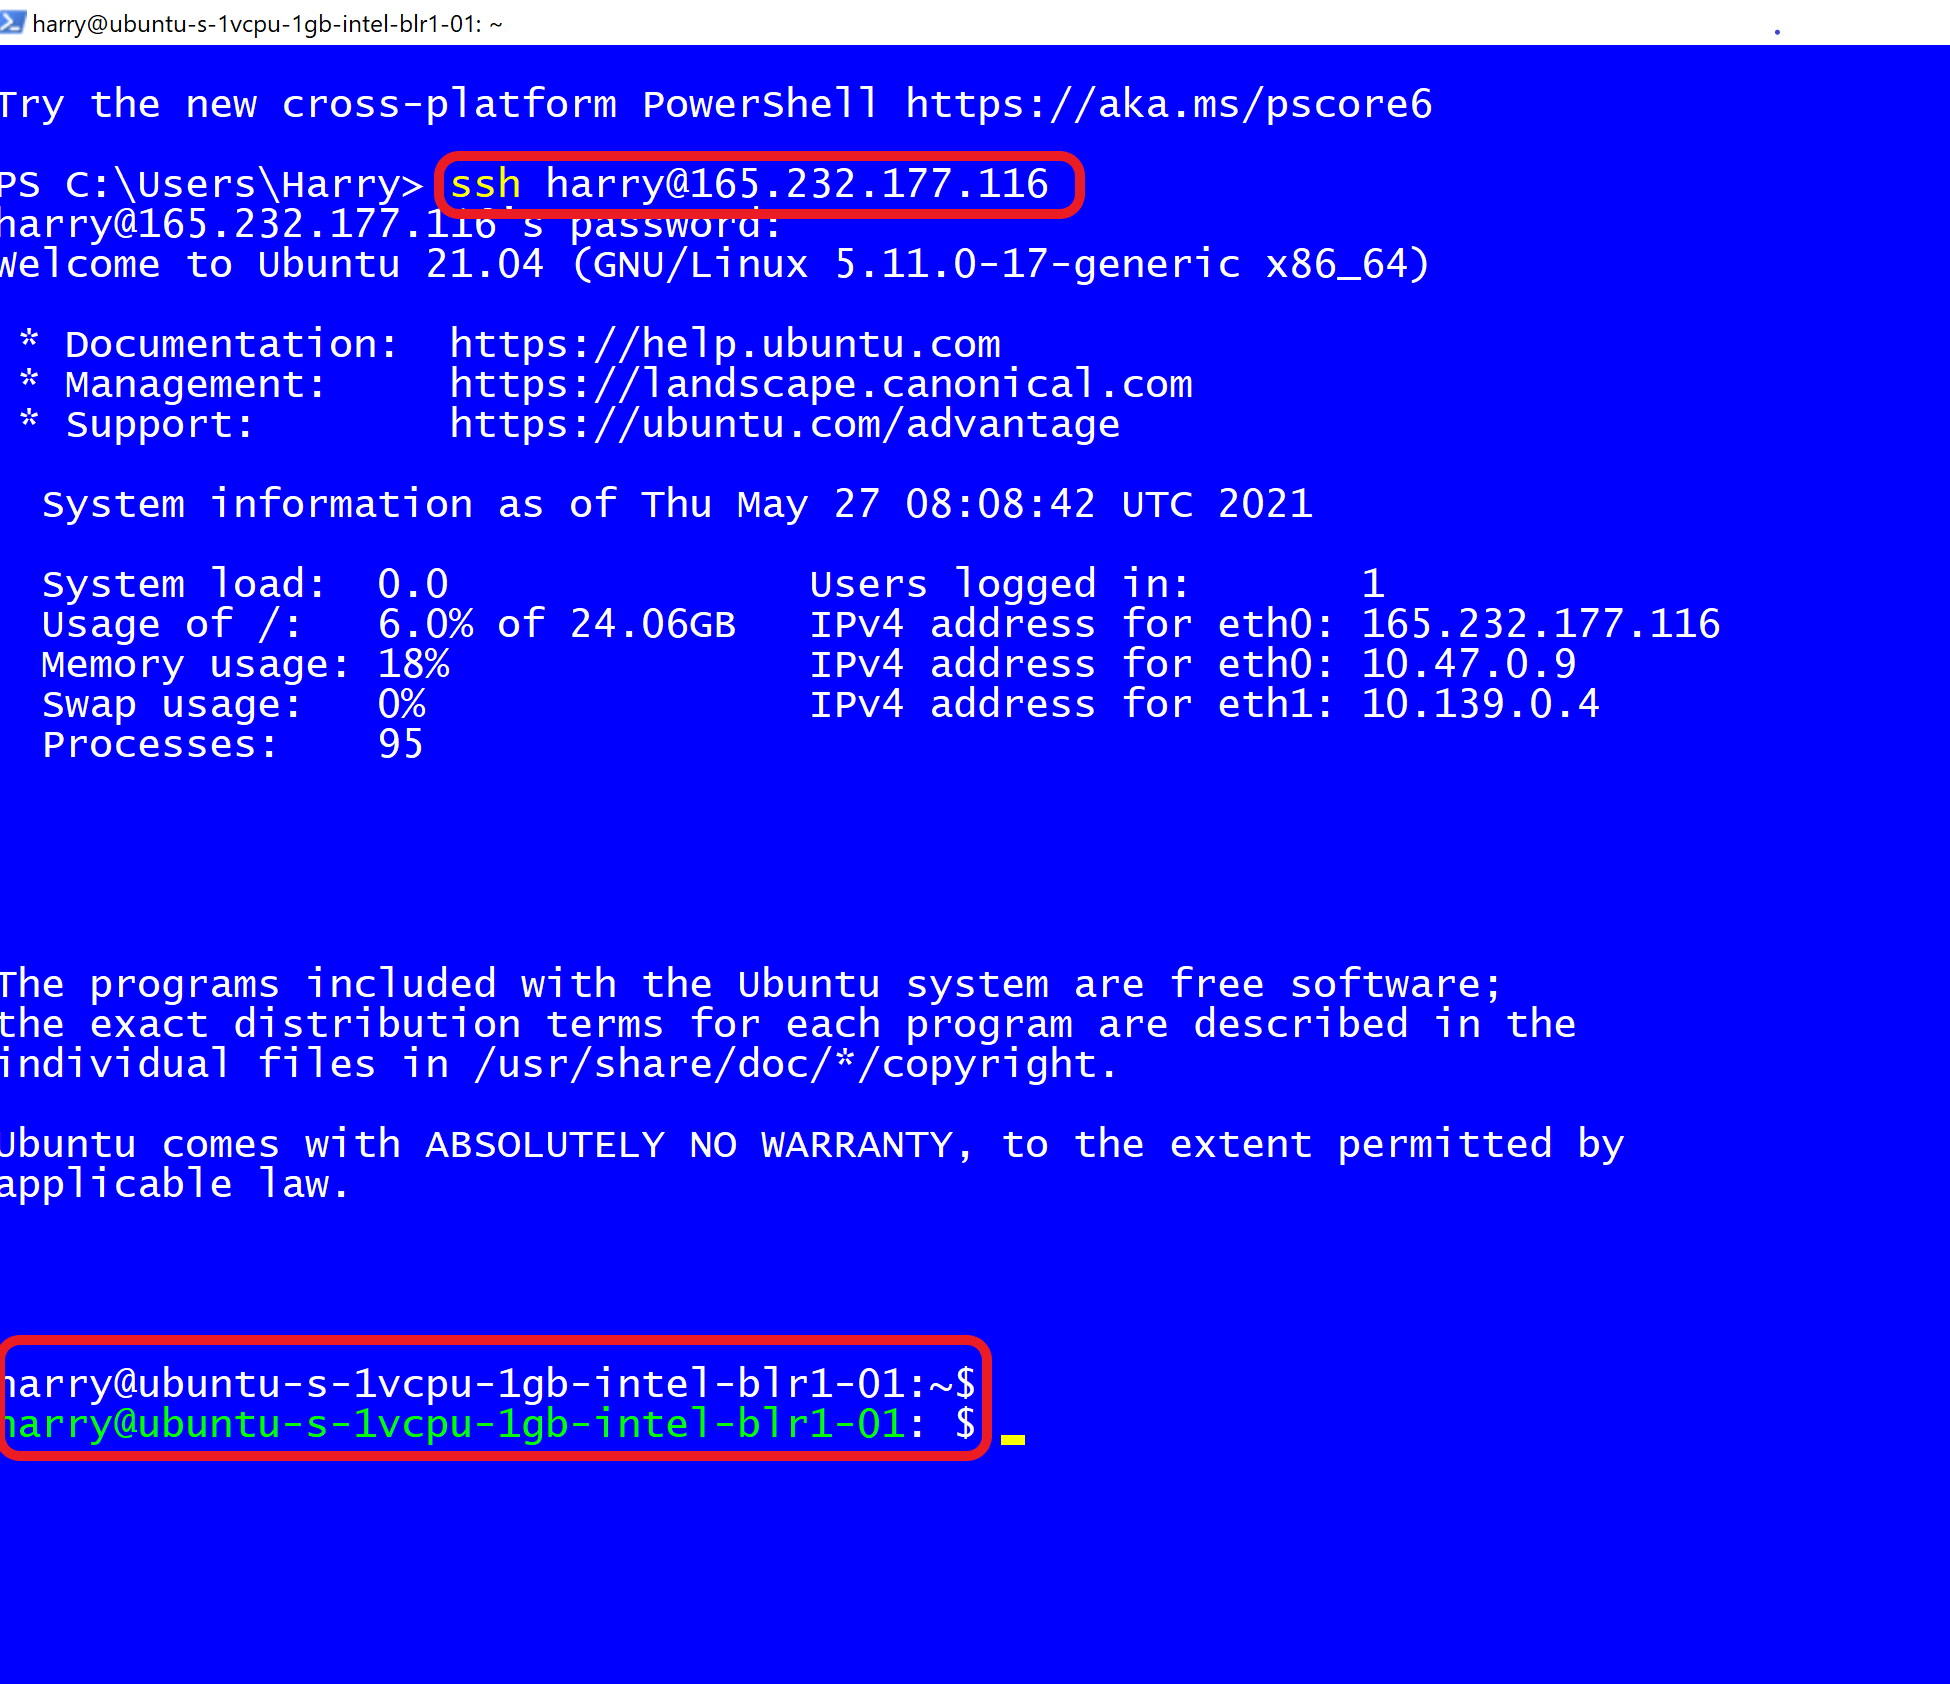 harry@ubuntu-s-1vcpu-1gb-intel-blr1-01: ~
Try the new cross-platform PowerShell https://aka.ms/pscore6
PS C:\Users\Harry> ssh harry@165.232.177.116
harry@165.232.177.116's password:
Welcome to Ubuntu 21.04 (GNU/Linux 5.11.0-17-generic x86_64)
* Documentation:  https://help.ubuntu.com
* Management:     https://landscape.canonical.com
* Support:        https://ubuntu.com/advantage
System information as of Thu May 27 08:08:42 UTC 2021
System load:  0.0               Users logged in:       1
Usage of /:   6.0% of 24.06GB   IPv4 address for eth0: 165.232.177.116
Memory usage: 18%               IPv4 address for eth0: 10.47.0.9
Swap usage:   0%                IPv4 address for eth1: 10.139.0.4
Processes:    95
The programs included with the Ubuntu system are free software;
the exact distribution terms for each program are described in the
individual files in /usr/share/doc/*/copyright.
Ubuntu comes with ABSOLUTELY NO WARRANTY, to the extent permitted by
applicable law.
harry@ubuntu-s-1vcpu-1gb-intel-blr1-01:~$
harry@ubuntu-s-1vcpu-1gb-intel-blr1-01: $